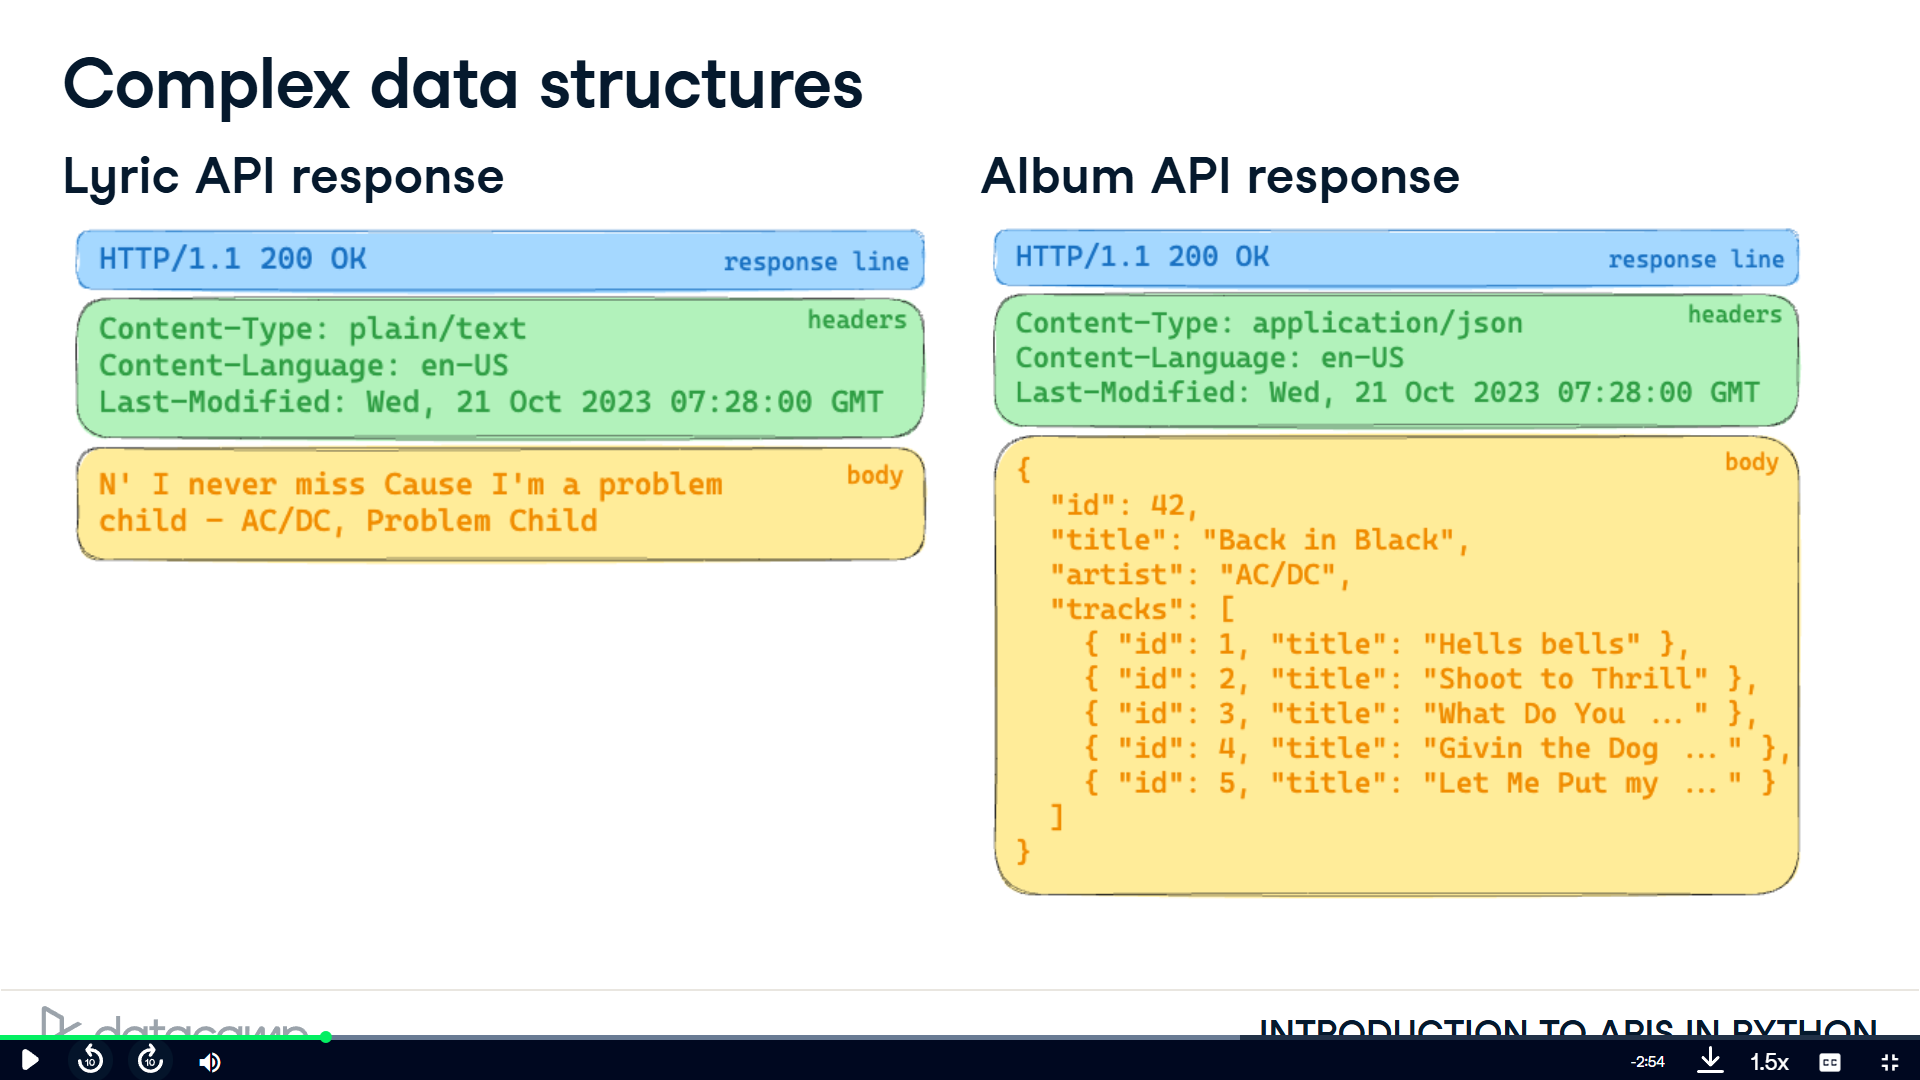 Complex data structures
Lyric API response
HTTP/1.1 200 OK
response line
headers
Content-Type: plain/text
Content-Language: en-US
Last-Modified: Wed, 21 Oct 2023 07:28:00 GMT
body
N' I never miss Cause I'm a problem
child - AC/DC, Problem Child
Album API response
HTTP/1.1 200 OK
response line
headers
Content-Type: application/json
Content-Language: en-US
Last-Modified: Wed, 21 Oct 2023 07:28:00 GMT
body
{
"id": 42,
"title": "Back in Black",
"artist": "AC/DC",
"tracks": [
{ "id": 1, "title": "Hells bells" },
{ "id": 2, "title": "Shoot to Thrill" },
{ "id": 3, "title": "What Do You ..." },
{ "id": 4, "title": "Givin the Dog ..." },
{ "id": 5, "title": "Let Me Put my ..." }
]
}
datacamp
INTRODUCTION TO APIS IN PYTHON
10
10
-2:54
1.5x
CC